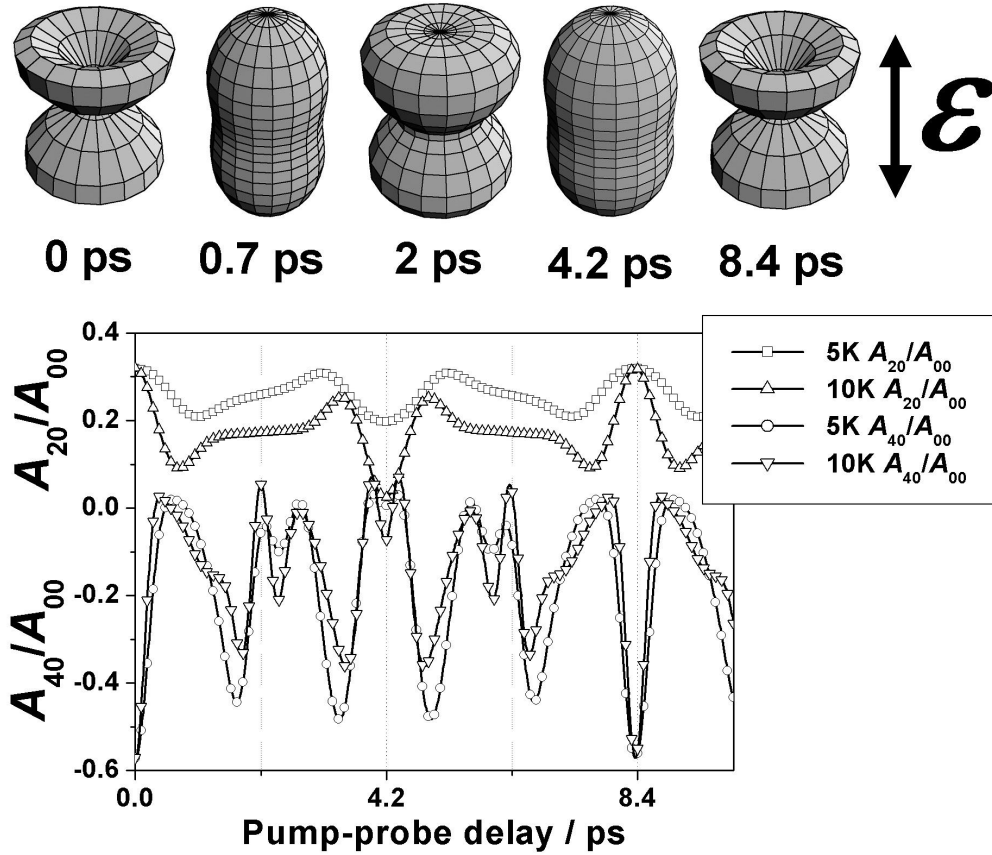 ε
0 ps 0.7 ps 2 ps 4.2 ps 8.4 ps
A20/A00
A40/A00
0.4
0.2
0.0
-0.2
-0.4
-0.6
5K A20/A00
10K A20/A00
5K A40/A00
10K A40/A00
0.0 4.2 8.4
Pump-probe delay / ps